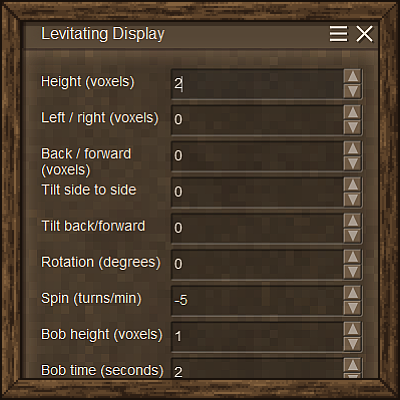 Levitating Display
Height (voxels) 2
Left / right (voxels) 0
Back / forward
(voxels) 0
Tilt side to side 0
Tilt back/forward 0
Rotation (degrees) 0
Spin (turns/min) -5
Bob height (voxels) 1
Bob time (seconds) 2